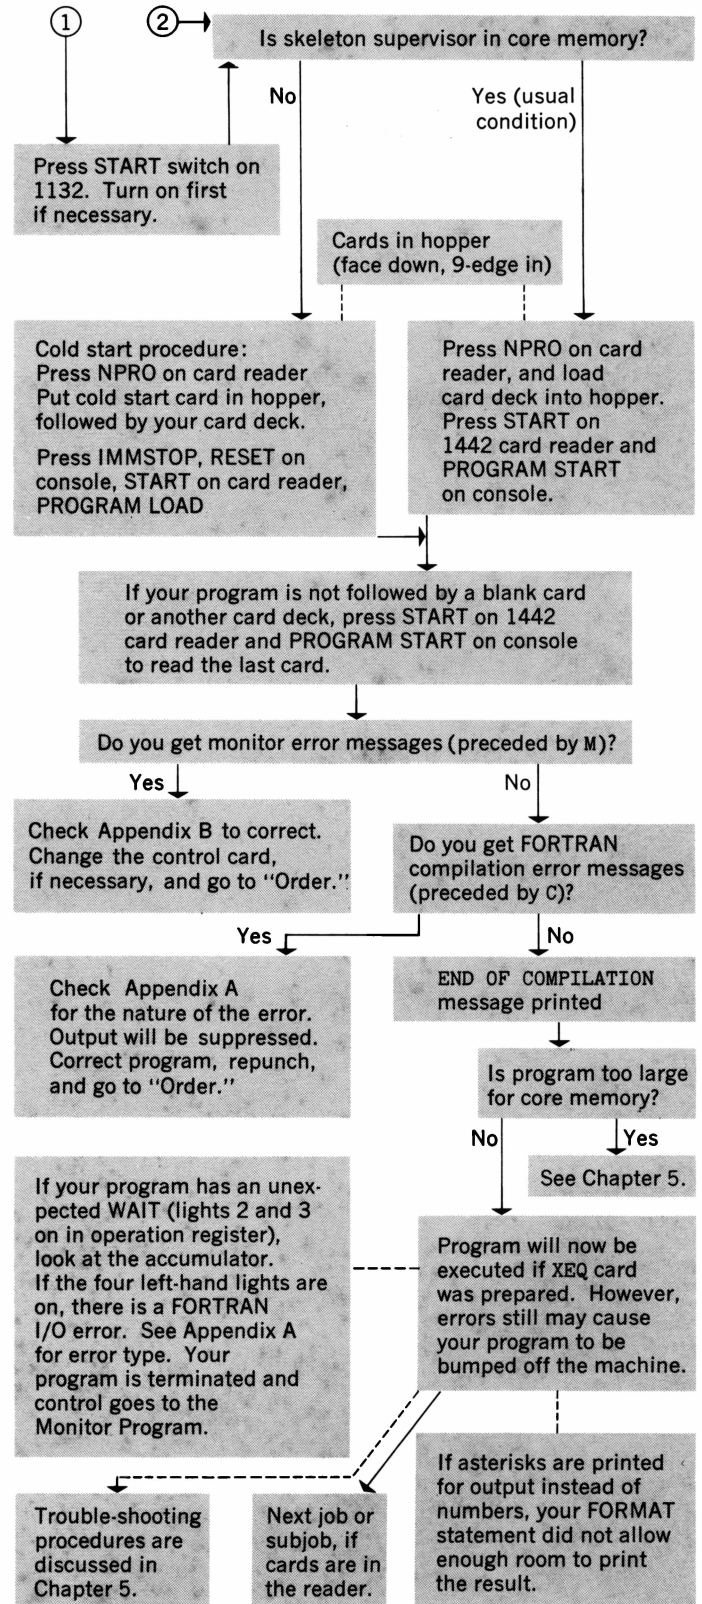 1
2
Is skeleton supervisor in core memory?
No
Yes (usual
condition)
Press START switch on
1132. Turn on first
if necessary.
Cards in hopper
(face down, 9-edge in)
Cold start procedure:
Press NPRO on card reader
Put cold start card in hopper,
followed by your card deck.
Press IMMSTOP, RESET on
console, START on card reader,
PROGRAM LOAD
Press NPRO on card
reader, and load
card deck into hopper.
Press START on
1442 card reader and
PROGRAM START
on console.
If your program is not followed by a blank card
or another card deck, press START on 1442
card reader and PROGRAM START on console
to read the last card.
Do you get monitor error messages (preceded by M)?
Yes
No
Check Appendix B to correct.
Change the control card,
if necessary, and go to "Order."
Do you get FORTRAN
compilation error messages
(preceded by C)?
Yes
No
Check Appendix A
for the nature of the error.
Output will be suppressed.
Correct program, repunch,
and go to "Order."
END OF COMPILATION
message printed
Is program too large
for core memory?
No
Yes
See Chapter 5.
If your program has an unex-
pected WAIT (lights 2 and 3
on in operation register),
look at the accumulator.
If the four left-hand lights are
on, there is a FORTRAN
I/O error. See Appendix A
for error type. Your
program is terminated and
control goes to the
Monitor Program.
Program will now be
executed if XEQ card
was prepared. However,
errors still may cause
your program to be
bumped off the machine.
Trouble-shooting
procedures are
discussed in
Chapter 5.
Next job or
subjob, if
cards are in
the reader.
If asterisks are printed
for output instead of
numbers, your FORMAT
statement did not allow
enough room to print
the result.